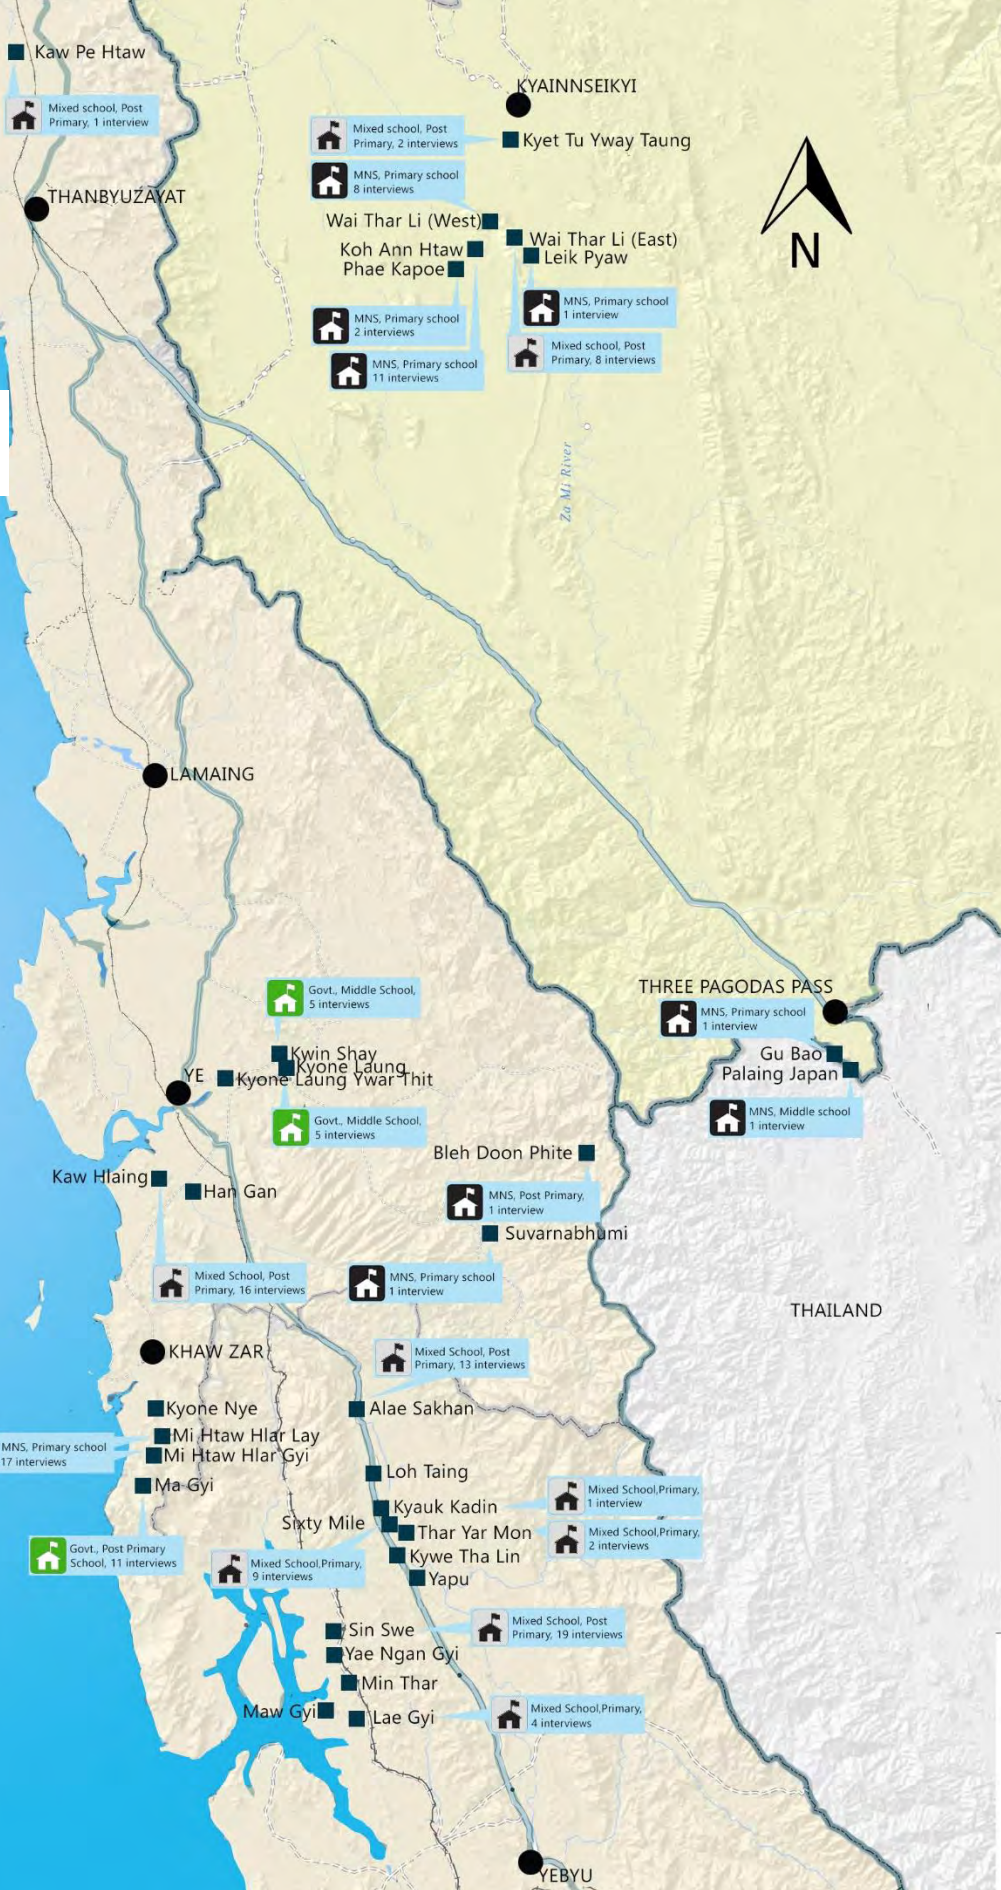 Kaw Pe Htaw
Mixed school, Post
Primary, 1 interview
KYAINNSEIKYI
Mixed school, Post
Primary, 2 interviews
Kyet Tu Yway Taung
MNS, Primary school
8 interviews
THANBYUZAYAT
Wai Thar Li (West)
Wai Thar Li (East)
Koh Ann Htaw
Leik Pyaw
Phae Kapoe
N
MNS, Primary school
1 interview
MNS, Primary school
2 interviews
Mixed school, Post
Primary, 8 interviews
MNS, Primary school
11 interviews
Za Mi River
LAMAING
THREE PAGODAS PASS
Govt., Middle School,
5 interviews
MNS, Primary school
1 interview
Kwin Shay
Gu Bao
Kyone Laung
Palaing Japan
YE
Kyone Laung Ywar Thit
Govt., Middle School,
5 interviews
MNS, Middle school
1 interview
Bleh Doon Phite
Kaw Hlaing
Han Gan
MNS, Post Primary,
1 interview
Suvarnabhumi
Mixed School, Post
Primary, 16 interviews
MNS, Primary school
1 interview
THAILAND
KHAW ZAR
Mixed School, Post
Primary, 13 interviews
Kyone Nye
Alae Sakhan
Mi Htaw Hlar Lay
MNS, Primary school
17 interviews
Mi Htaw Hlar Gyi
Loh Taing
Ma Gyi
Mixed School,Primary,
1 interview
Kyauk Kadin
Sixty Mile
Thar Yar Mon
Mixed School,Primary,
2 interviews
Govt., Post Primary
School, 11 interviews
Kywe Tha Lin
Mixed School,Primary,
9 interviews
Yapu
Sin Swe
Mixed School, Post
Primary, 19 interviews
Yae Ngan Gyi
Min Thar
Maw Gyi
Lae Gyi
Mixed School,Primary,
4 interviews
YEBYU